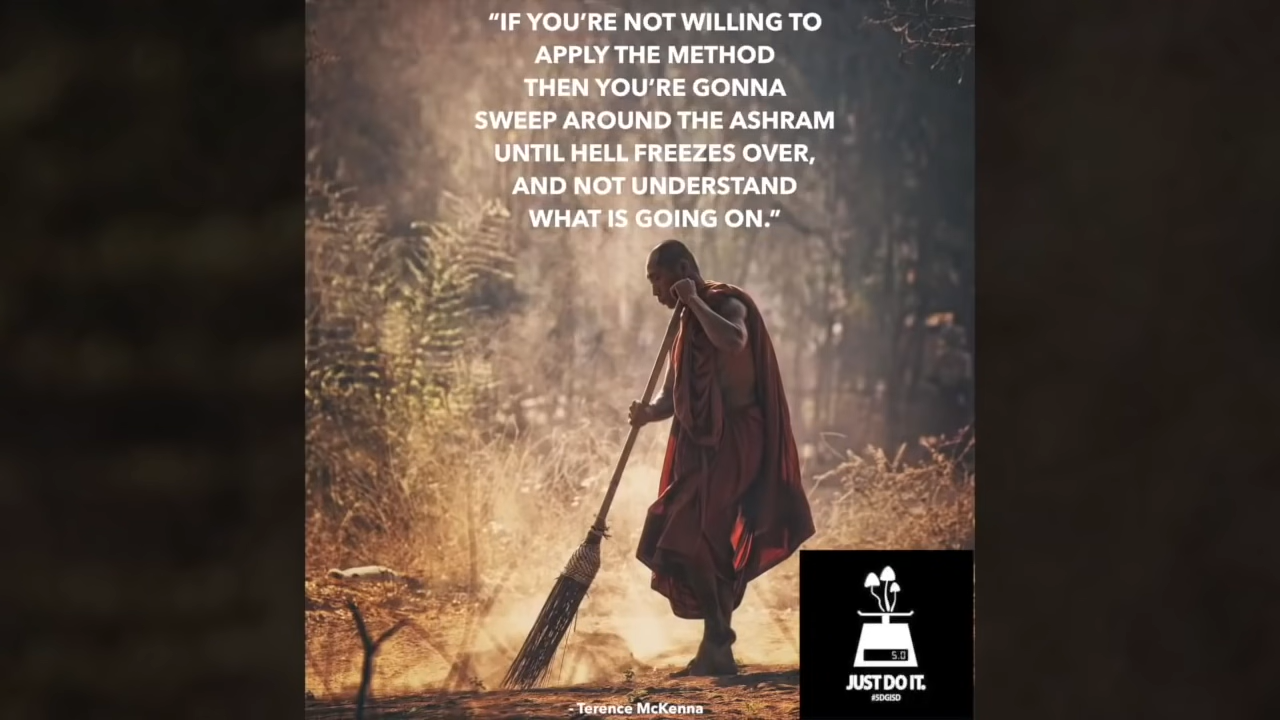 “IF YOU’RE NOT WILLING TO
APPLY THE METHOD
THEN YOU’RE GONNA
SWEEP AROUND THE ASHRAM
UNTIL HELL FREEZES OVER,
AND NOT UNDERSTAND
WHAT IS GOING ON.”
5.0
JUST DO IT.
#5DGISD
- Terence McKenna